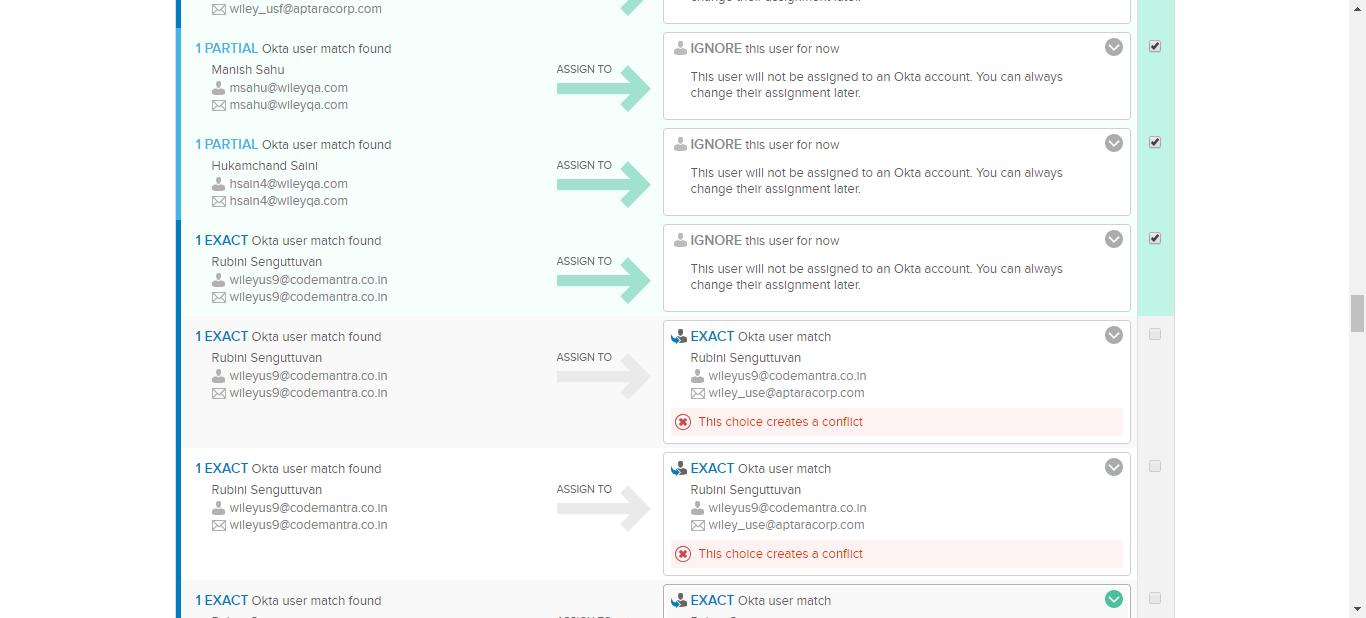 wiley_usf@aptaracorp.com
1 PARTIAL Okta user match found
Manish Sahu
msahu@wileyqa.com
msahu@wileyqa.com
ASSIGN TO
IGNORE this user for now
This user will not be assigned to an Okta account. You can always
change their assignment later.
1 PARTIAL Okta user match found
Hukamchand Saini
hsain4@wileyqa.com
hsain4@wileyqa.com
ASSIGN TO
IGNORE this user for now
This user will not be assigned to an Okta account. You can always
change their assignment later.
1 EXACT Okta user match found
Rubini Senguttuvan
wileyus9@codemantra.co.in
wileyus9@codemantra.co.in
ASSIGN TO
IGNORE this user for now
This user will not be assigned to an Okta account. You can always
change their assignment later.
1 EXACT Okta user match found
Rubini Senguttuvan
wileyus9@codemantra.co.in
wileyus9@codemantra.co.in
ASSIGN TO
EXACT Okta user match
Rubini Senguttuvan
wileyus9@codemantra.co.in
wiley_use@aptaracorp.com
This choice creates a conflict
1 EXACT Okta user match found
Rubini Senguttuvan
wileyus9@codemantra.co.in
wileyus9@codemantra.co.in
ASSIGN TO
EXACT Okta user match
Rubini Senguttuvan
wileyus9@codemantra.co.in
wiley_use@aptaracorp.com
This choice creates a conflict
1 EXACT Okta user match found
EXACT Okta user match